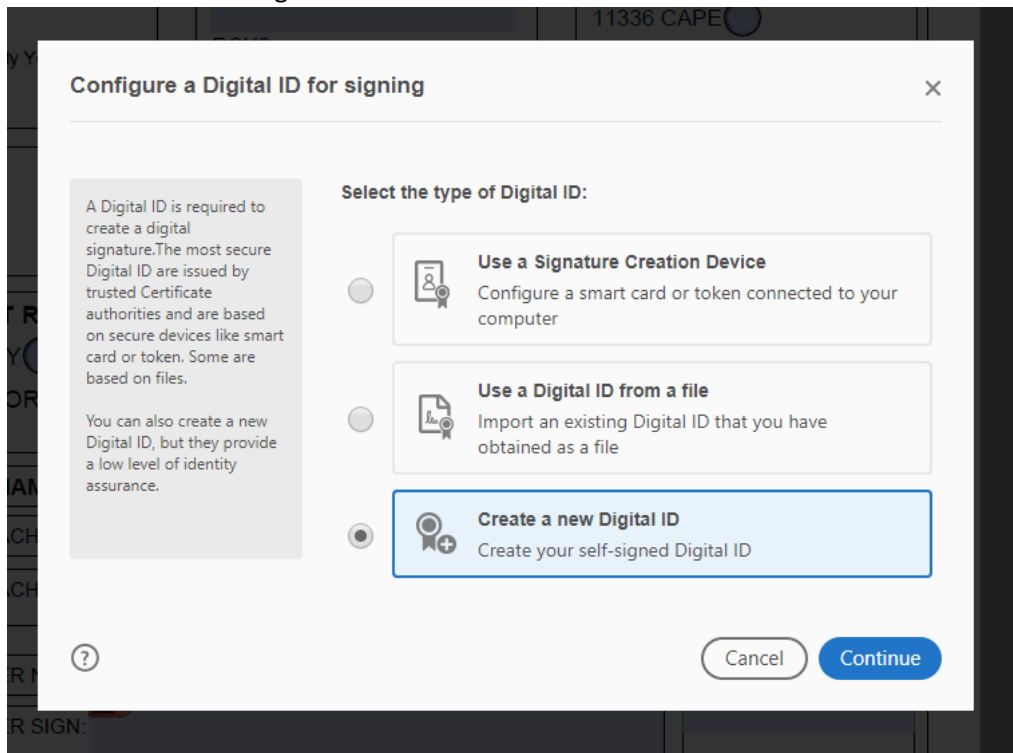 11336 CAPE
Configure a Digital ID for signing
A Digital ID is required to
create a digital
signature.The most secure
Digital ID are issued by
trusted Certificate
authorities and are based
on secure devices like smart
card or token. Some are
based on files.
You can also create a new
Digital ID, but they provide
a low level of identity
assurance.
Select the type of Digital ID:
Use a Signature Creation Device
Configure a smart card or token connected to your
computer
Use a Digital ID from a file
Import an existing Digital ID that you have
obtained as a file
Create a new Digital ID
Create your self-signed Digital ID
?
Cancel
Continue
SIGN: